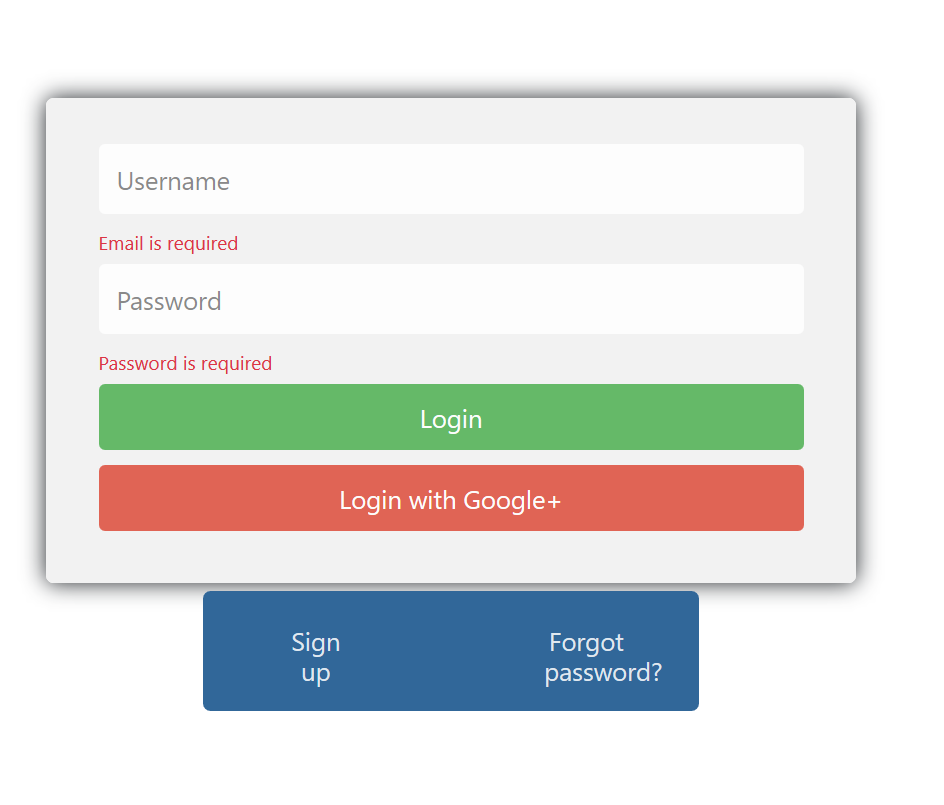 Username
Email is required
Password
Password is required
Login
Login with Google+
Sign Forgot
up password?